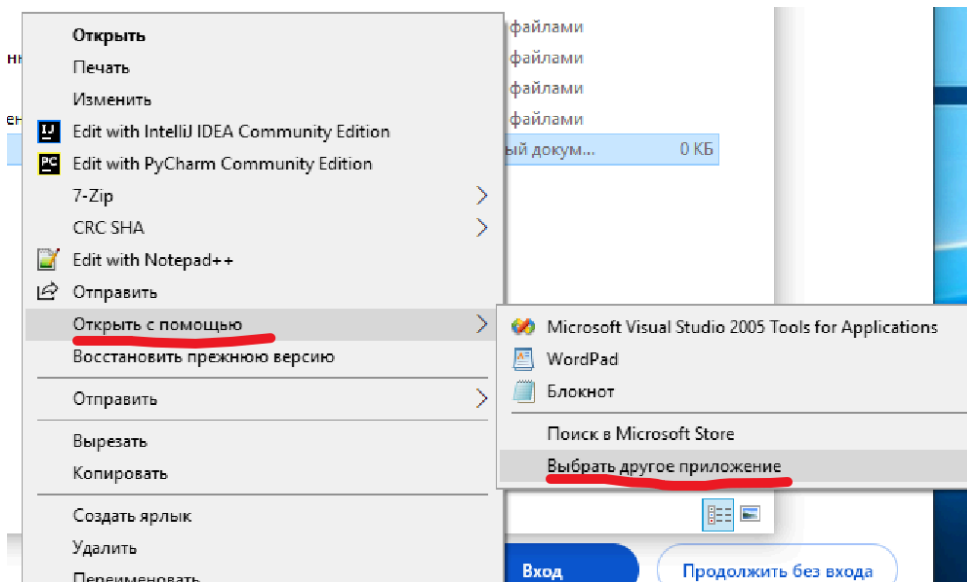 Открыть
Печать
Изменить
Edit with IntelliJ IDEA Community Edition
Edit with PyCharm Community Edition
7-Zip
CRC SHA
Edit with Notepad++
Отправить
Открыть с помощью
Восстановить прежнюю версию
Отправить
Вырезать
Копировать
Создать ярлык
Удалить
Переименовать
файлами
файлами
файлами
файлами
ый докум... 0 КБ
Microsoft Visual Studio 2005 Tools for Applications
WordPad
Блокнот
Поиск в Microsoft Store
Выбрать другое приложение
Вход
Продолжить без входа